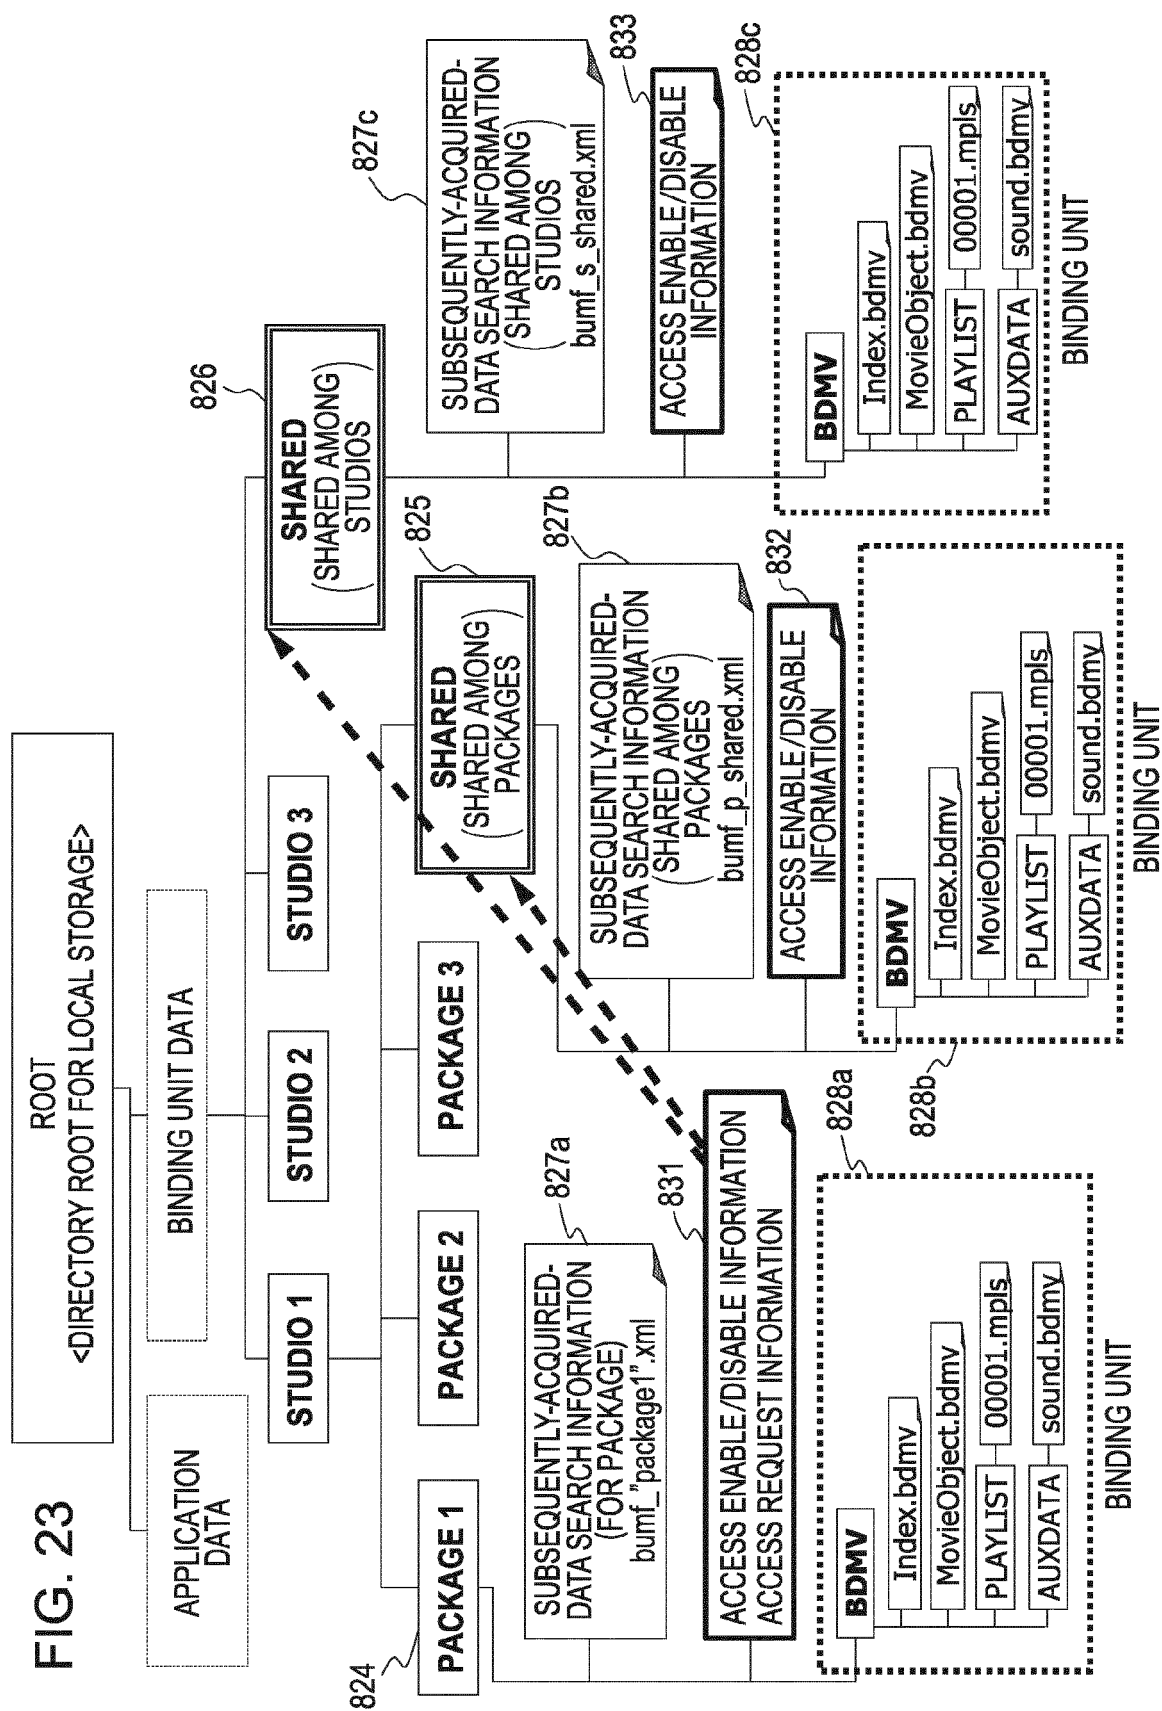 FIG. 23
ROOT
<DIRECTORY ROOT FOR LOCAL STORAGE>
APPLICATION
DATA
BINDING UNIT DATA
STUDIO 1
STUDIO 2
STUDIO 3
826
SHARED
(SHARED AMONG
STUDIOS)
824
PACKAGE 1
PACKAGE 2
PACKAGE 3
825
SHARED
(SHARED AMONG
PACKAGES)
827a
SUBSEQUENTLY-ACQUIRED-
DATA SEARCH INFORMATION
(FOR PACKAGE)
bumf_"package1".xml
831
ACCESS ENABLE/DISABLE INFORMATION
ACCESS REQUEST INFORMATION
828a
BDMV
Index.bdmv
MovieObject.bdmv
PLAYLIST
00001.mpls
AUXDATA
sound.bdmv
BINDING UNIT
827b
SUBSEQUENTLY-ACQUIRED-
DATA SEARCH INFORMATION
(SHARED AMONG
PACKAGES)
bumf_p_shared.xml
832
ACCESS ENABLE/DISABLE
INFORMATION
828b
BDMV
Index.bdmv
MovieObject.bdmv
PLAYLIST
00001.mpls
AUXDATA
sound.bdmv
BINDING UNIT
827c
SUBSEQUENTLY-ACQUIRED-
DATA SEARCH INFORMATION
(SHARED AMONG
STUDIOS)
bumf_s_shared.xml
833
ACCESS ENABLE/DISABLE
INFORMATION
828c
BDMV
Index.bdmv
MovieObject.bdmv
PLAYLIST
00001.mpls
AUXDATA
sound.bdmv
BINDING UNIT